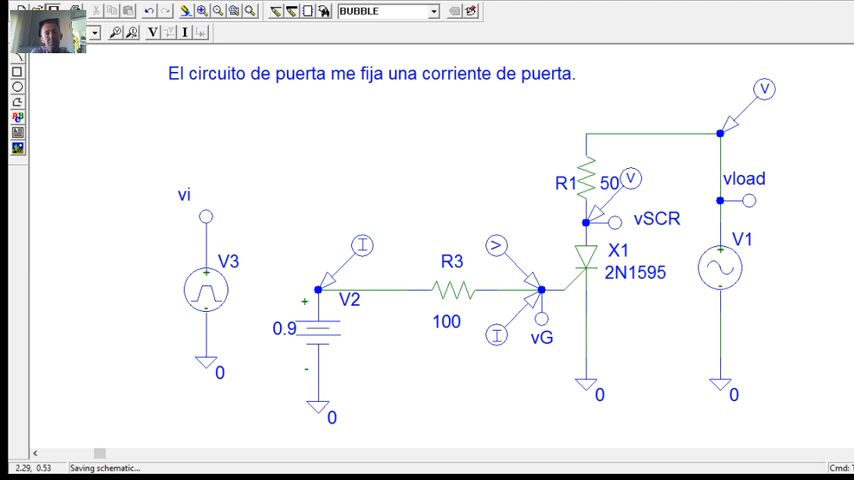 BUBBLE
V I
El circuito de puerta me fija una corriente de puerta.
V
vi
R1 50 V
vload
vSCR
V3
I
R3
V
X1
V1
2N1595
V2
100
0.9
I
vG
0
0
0
0
2.29, 0.53 Saving schematic... Cmd: